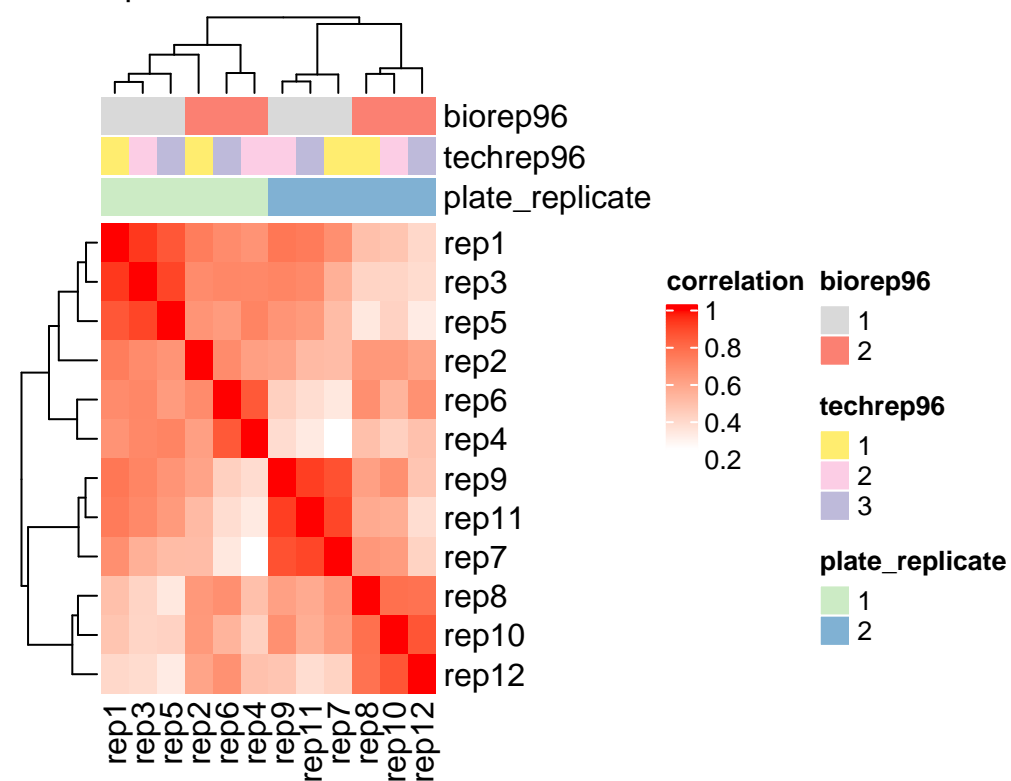 biorep96
techrep96
plate_replicate
rep1
rep3
rep5
rep2
rep6
rep4
rep9
rep11
rep7
rep8
rep10
rep12
rep1
rep3
rep5
rep2
rep6
rep4
rep9
rep11
rep7
rep8
rep10
rep12
correlation
1
0.8
0.6
0.4
0.2
biorep96
1
2
techrep96
1
2
3
plate_replicate
1
2